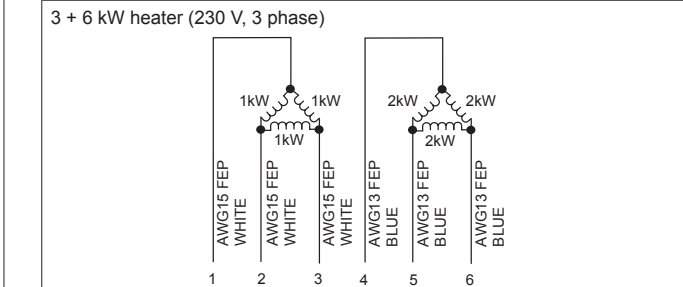 3 + 6 kW heater (230 V, 3 phase)
1kW 1kW
1kW
2kW 2kW
2kW
AWG15 FEP
WHITE
AWG15 FEP
WHITE
AWG15 FEP
WHITE
AWG13 FEP
BLUE
AWG13 FEP
BLUE
AWG13 FEP
BLUE
1 2 3 4 5 6